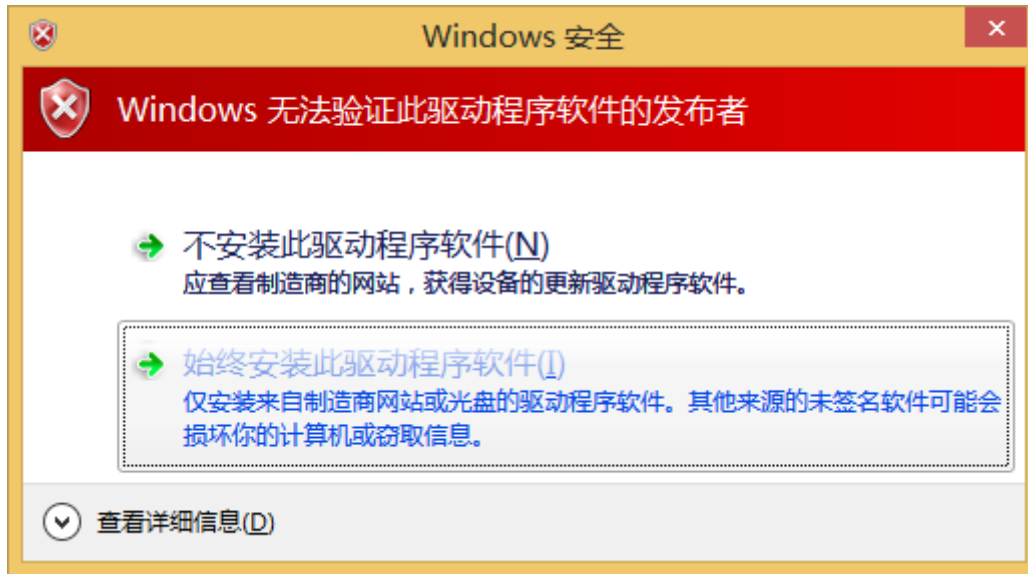 Windows 安全
Windows 无法验证此驱动程序软件的发布者
不安装此驱动程序软件(N)
应查看制造商的网站，获得设备的更新驱动程序软件。
始终安装此驱动程序软件(I)
仅安装来自制造商网站或光盘的驱动程序软件。其他来源的未签名软件可能会
损坏你的计算机或窃取信息。
查看详细信息(D)